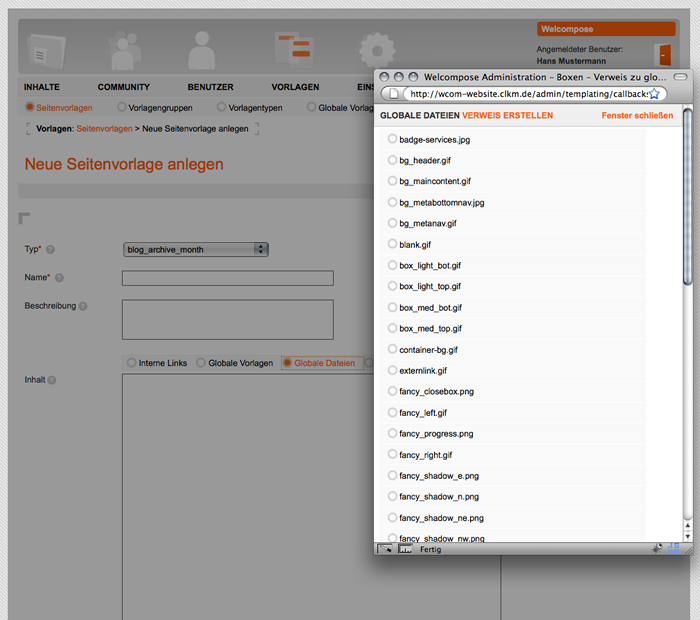 Welcompose
Angemeldeter Benutzer:
Hans Mustermann
INHALTE COMMUNITY BENUTZER VORLAGEN
Seitenvorlagen Vorlagengruppen Vorlagentypen Globale
Vorlagen: Seitenvorlagen > Neue Seitenvorlage anlegen
Neue Seitenvorlage anlegen
Typ* ? blog_archive_month
Name* ?
Beschreibung ?
Interne Links Globale Vorlagen Globale Dateien
Inhalt ?
Welcompose Administration – Boxen – Verweis zu glo...
http://wcom-website.clkm.de/admin/templating/callback
GLOBALE DATEIEN VERWEIS ERSTELLEN Fenster schließen
badge-services.jpg
bg_header.gif
bg_maincontent.gif
bg_metabottomnav.jpg
bg_metanav.gif
blank.gif
box_light_bot.gif
box_light_top.gif
box_med_bot.gif
box_med_top.gif
container-bg.gif
externlink.gif
fancy_closebox.png
fancy_left.gif
fancy_progress.png
fancy_right.gif
fancy_shadow_e.png
fancy_shadow_n.png
fancy_shadow_ne.png
fancy_shadow_nw.png
Fertig